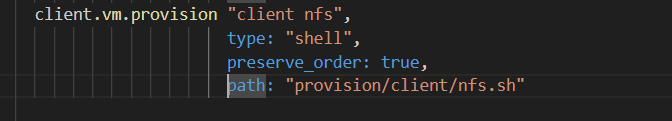 client.vm.provision "client nfs",
type: "shell",
preserve_order: true,
path: "provision/client/nfs.sh"